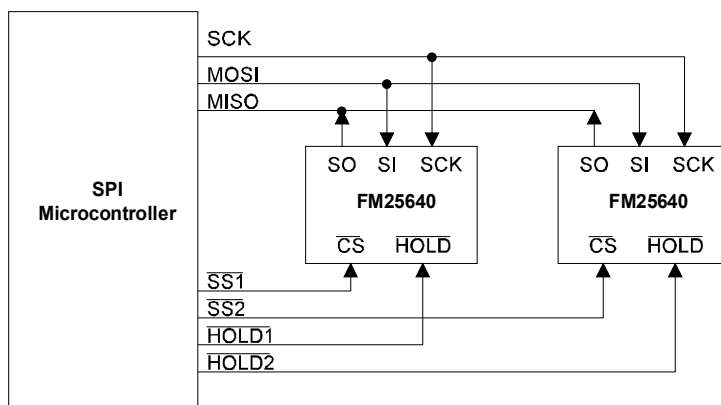 SCK
MOSI
MISO
SO SI SCK
SO SI SCK
SPI
Microcontroller
FM25640
FM25640
CS HOLD
CS HOLD
SS1
SS2
HOLD1
HOLD2